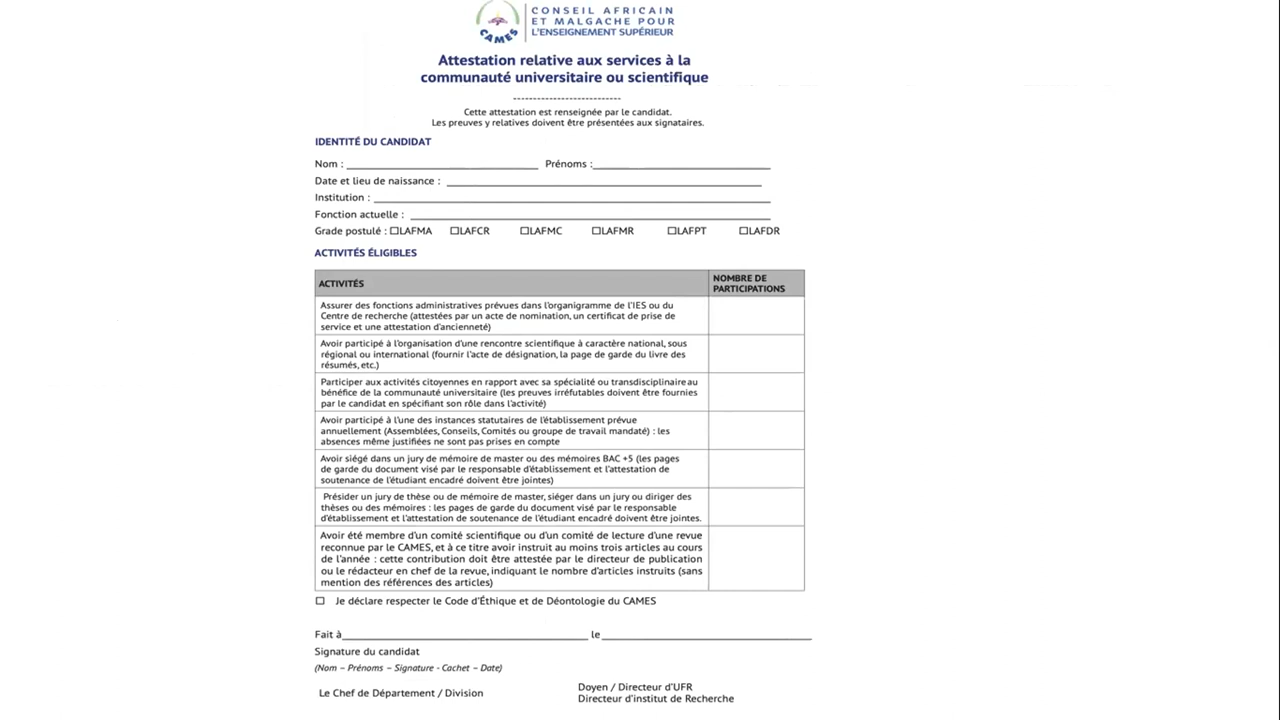 CAMES
CONSEIL AFRICAIN
ET MALGACHE POUR
L'ENSEIGNEMENT SUPÉRIEUR
Attestation relative aux services à la
communauté universitaire ou scientifique
---------------------------
Cette attestation est renseignée par le candidat.
Les preuves y relatives doivent être présentées aux signataires.
IDENTITÉ DU CANDIDAT
Nom : ______________________ Prénoms : ____________________
Date et lieu de naissance : ____________________
Institution : ____________________
Fonction actuelle : ____________________
Grade postulé : ☐LAFMA ☐LAFCR ☐LAFMC ☐LAFMR ☐LAFPT ☐LAFDR
ACTIVITÉS ÉLIGIBLES
ACTIVITÉS
NOMBRE DE
PARTICIPATIONS
Assurer des fonctions administratives prévues dans l'organigramme de l'IES ou du
Centre de recherche (attestées par un acte de nomination, un certificat de prise de
service et une attestation d'ancienneté)
Avoir participé à l'organisation d'une rencontre scientifique à caractère national, sous
régional ou international (fournir l'acte de désignation, la page de garde du livre des
résumés, etc.)
Participer aux activités citoyennes en rapport avec sa spécialité ou transdisciplinaire au
bénéfice de la communauté universitaire (les preuves irréfutables doivent être fournies
par le candidat en spécifiant son rôle dans l'activité)
Avoir participé à l'une des instances statutaires de l'établissement prévue
annuellement (Assemblées, Conseils, Comités ou groupe de travail mandaté) : les
absences même justifiées ne sont pas prises en compte
Avoir siégé dans un jury de mémoire de master ou des mémoires BAC +5 (les pages
de garde du document visé par le responsable d'établissement et l'attestation de
soutenance de l'étudiant encadré doivent être jointes)
Présider un jury de thèse ou de mémoire de master, siéger dans un jury ou diriger des
thèses ou des mémoires : les pages de garde du document visé par le responsable
d'établissement et l'attestation de soutenance de l'étudiant encadré doivent être jointes.
Avoir été membre d'un comité scientifique ou d'un comité de lecture d'une revue
reconnue par le CAMES, et à ce titre avoir instruit au moins trois articles au cours
de l'année : cette contribution doit être attestée par le directeur de publication
ou le rédacteur en chef de la revue, indiquant le nombre d'articles instruits (sans
mention des références des articles)
☐ Je déclare respecter le Code d'Éthique et de Déontologie du CAMES
Fait à____________________ le____________________
Signature du candidat
(Nom – Prénoms – Signature - Cachet – Date)
Le Chef de Département / Division
Doyen / Directeur d'UFR
Directeur d'institut de Recherche